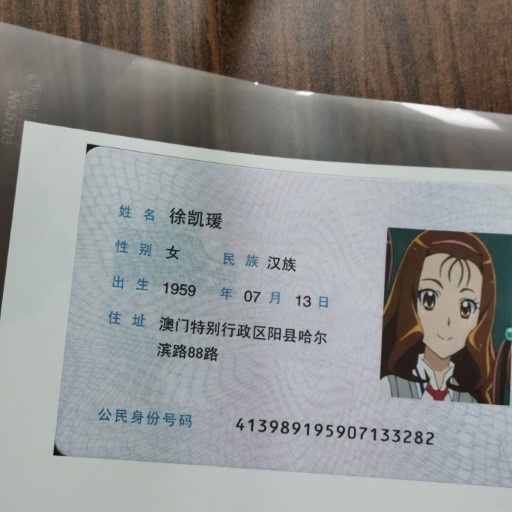 姓名 徐凯瑗
性别 女 民族 汉族
出生 1959 年 07 月 13 日
住址 澳门特别行政区阳县哈尔
滨路88路
公民身份号码 413989195907133282